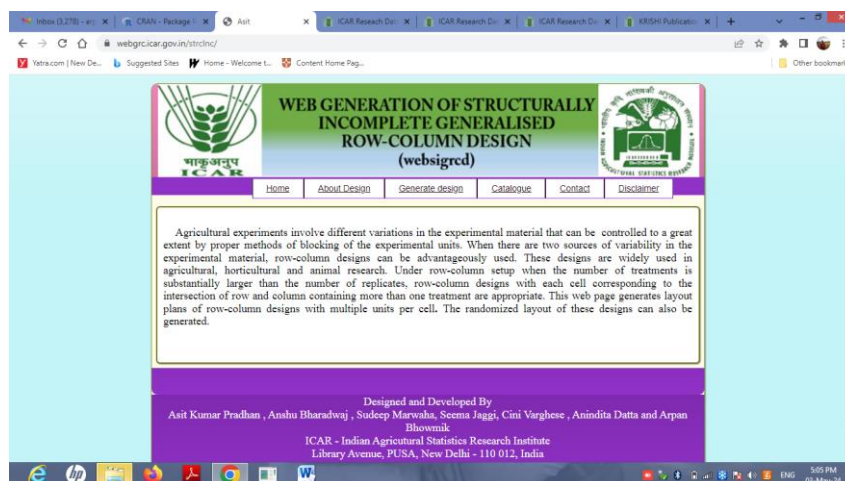 Inbox (3,278) - arp
CRAN - Package
Asit
ICAR Reseach Dat
ICAR Research Da
ICAR Research Da
KRISHI Publication
webgrc.icar.gov.in/strcInc/
Yatra.com | New De...
Suggested Sites
Home - Welcome t...
Content Home Pag...
Other bookmar
WEB GENERATION OF STRUCTURALLY
INCOMPLETE GENERALISED
ROW-COLUMN DESIGN
(websigrcd)
भाकृअनुप
ICAR
Home About Design Generate design Catalogue Contact Disclaimer
Agricultural experiments involve different variations in the experimental material that can be controlled to a great
extent by proper methods of blocking of the experimental units. When there are two sources of variability in the
experimental material, row-column designs can be advantageously used. These designs are widely used in
agricultural, horticultural and animal research. Under row-column setup when the number of treatments is
substantially larger than the number of replicates, row-column designs with each cell corresponding to the
intersection of row and column containing more than one treatment are appropriate. This web page generates layout
plans of row-column designs with multiple units per cell. The randomized layout of these designs can also be
generated.
Designed and Developed By
Asit Kumar Pradhan , Anshu Bharadwaj , Sudeep Marwaha, Seema Jaggi, Cini Varghese , Anindita Datta and Arpan
Bhowmik
ICAR - Indian Agricutural Statistics Research Institute
Library Avenue, PUSA, New Delhi - 110 012, India
ENG
5:05 PM
03-May-24